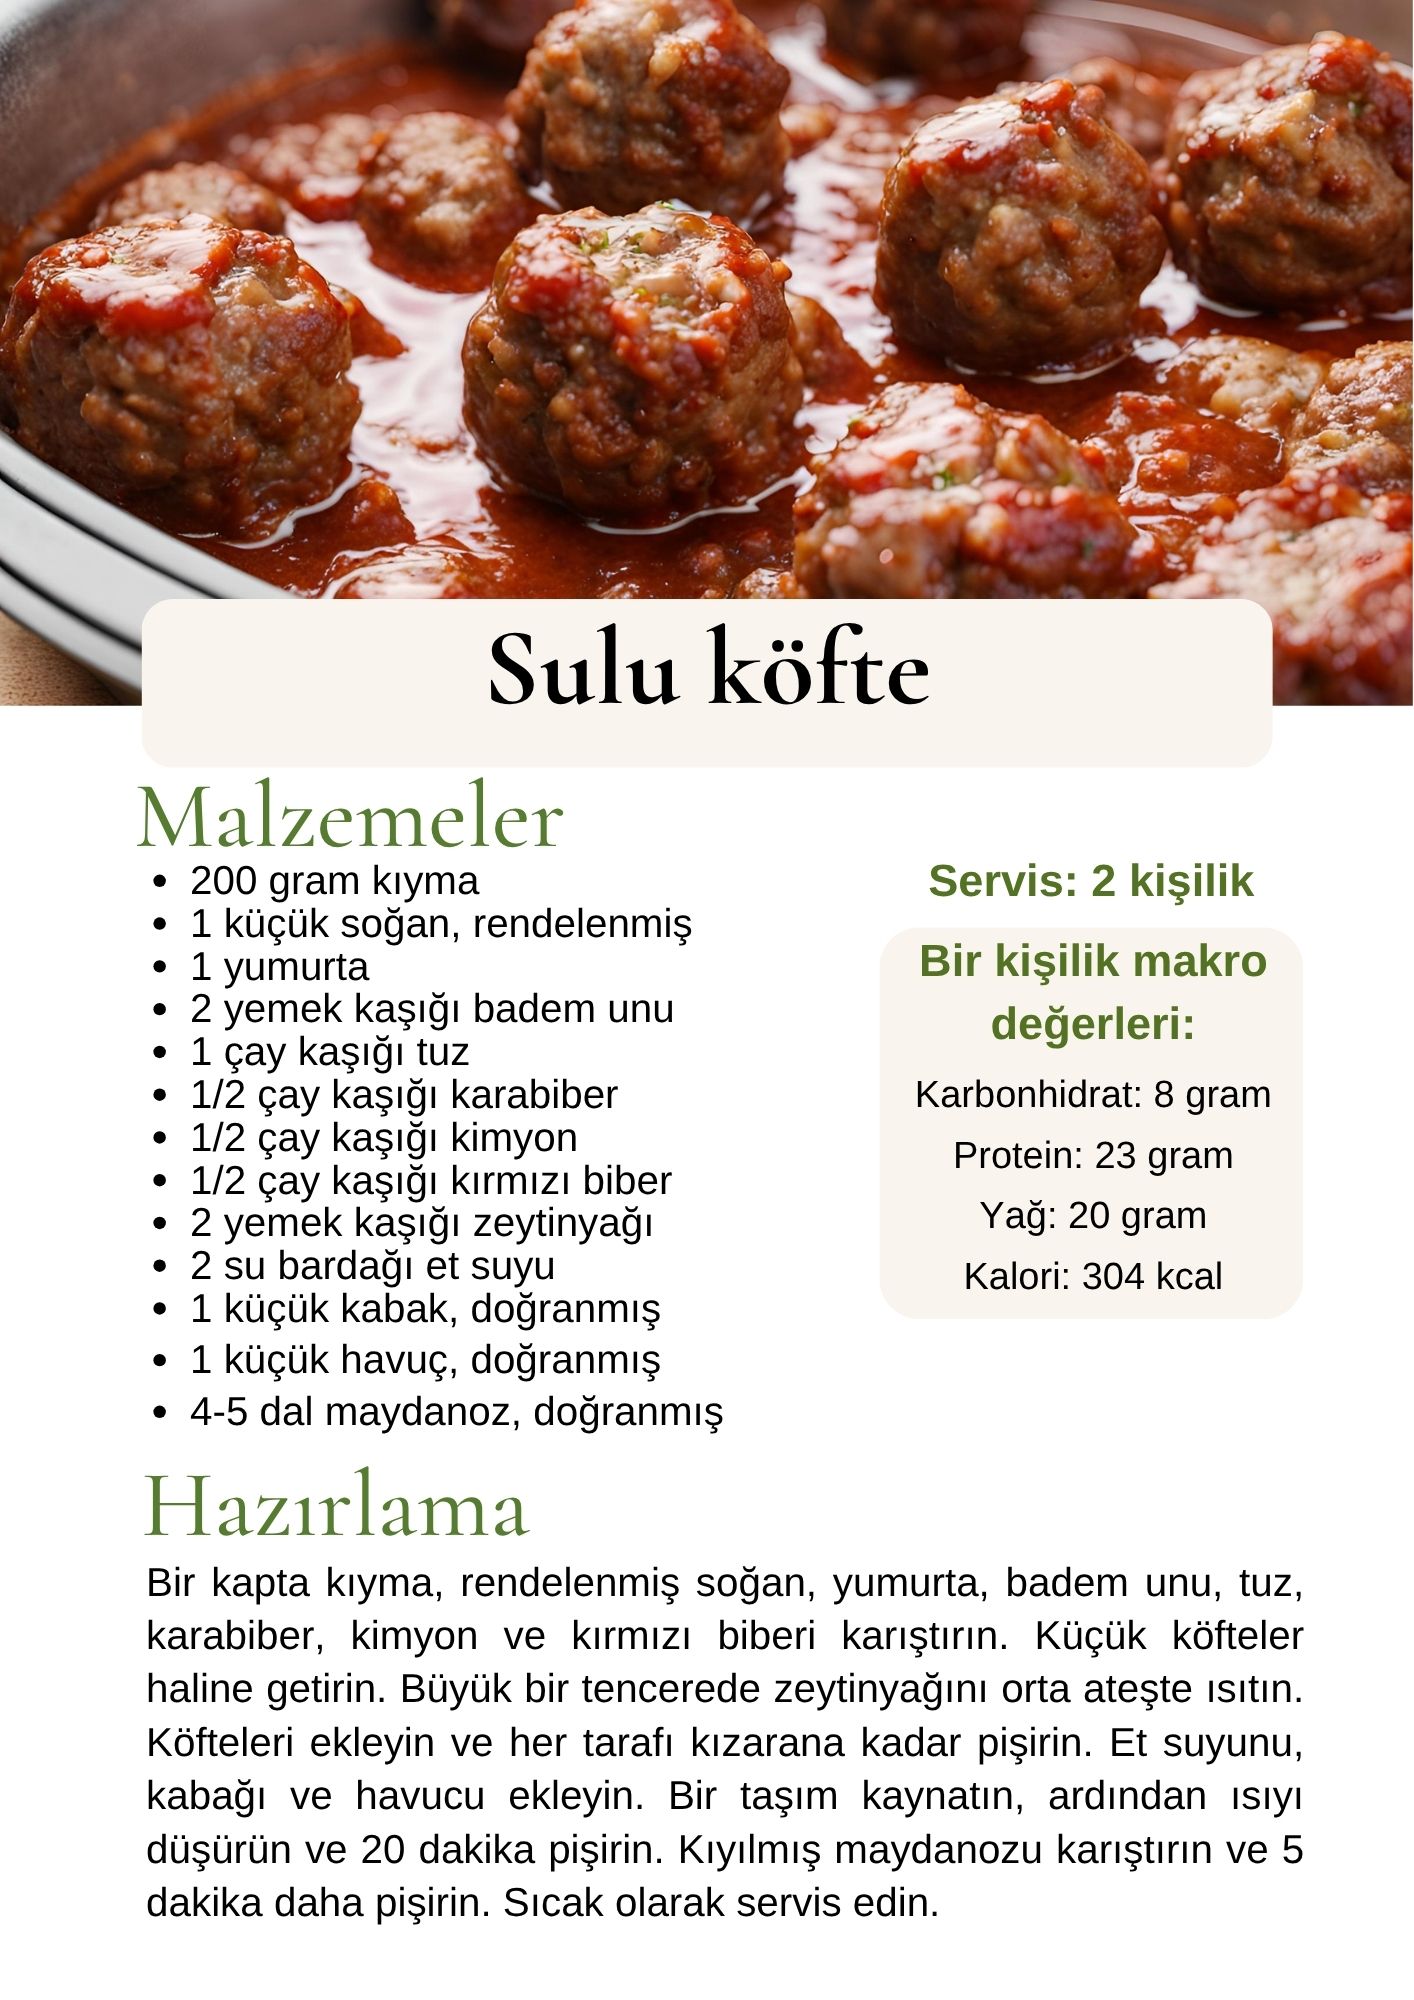 Sulu köfte
Malzemeler
• 200 gram kıyma
• 1 küçük soğan, rendelenmiş
• 1 yumurta
• 2 yemek kaşığı badem unu
• 1 çay kaşığı tuz
• 1/2 çay kaşığı karabiber
• 1/2 çay kaşığı kimyon
• 1/2 çay kaşığı kırmızı biber
• 2 yemek kaşığı zeytinyağı
• 2 su bardağı et suyu
• 1 küçük kabak, doğranmış
• 1 küçük havuç, doğranmış
• 4-5 dal maydanoz, doğranmış
Servis: 2 kişilik
Bir kişilik makro
değerleri:
Karbonhidrat: 8 gram
Protein: 23 gram
Yağ: 20 gram
Kalori: 304 kcal
Hazırlama
Bir kapta kıyma, rendelenmiş soğan, yumurta, badem unu, tuz,
karabiber, kimyon ve kırmızı biberi karıştırın. Küçük köfteler
haline getirin. Büyük bir tencerede zeytinyağını orta ateşte ısıtın.
Köfteleri ekleyin ve her tarafı kızarana kadar pişirin. Et suyunu,
kabağı ve havucu ekleyin. Bir taşım kaynatın, ardından ısıyı
düşürün ve 20 dakika pişirin. Kıyılmış maydanozu karıştırın ve 5
dakika daha pişirin. Sıcak olarak servis edin.